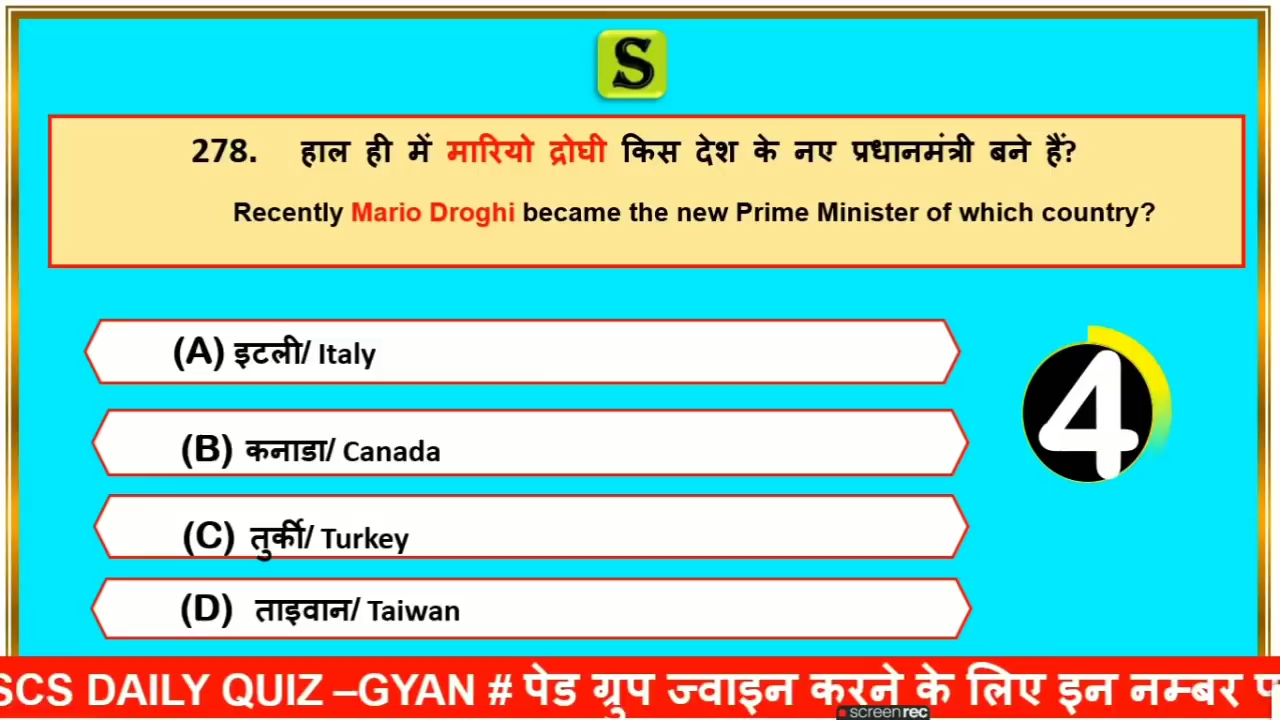 S
278. हाल ही में मारियो द्रोघी किस देश के नए प्रधानमंत्री बने हैं?
Recently Mario Droghi became the new Prime Minister of which country?
(A) इटली/ Italy
4
(B) कनाडा/ Canada
(C) तुर्की/ Turkey
(D) ताइवान/ Taiwan
SCS DAILY QUIZ –GYAN # पेड ग्रुप ज्वाइन करने के लिए इन नम्बर
screenrec